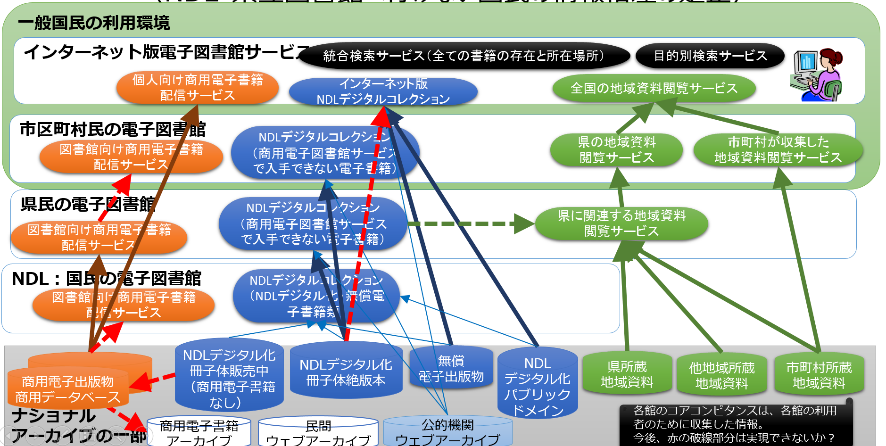 一般国民の利用環境
インターネット版電子図書館サービス
統合検索サービス(全ての書籍の存在と所在場所)
目的別検索サービス
個人向け商用電子書籍
配信サービス
インターネット版
NDLデジタルコレクション
全国の地域資料閲覧サービス
市区町村民の電子図書館
図書館向け商用電子書籍
配信サービス
NDLデジタルコレクション
(商用電子図書館サービス
で入手できない電子書籍)
県の地域資料
閲覧サービス
市町村が収集した
地域資料閲覧サービス
県民の電子図書館
図書館向け商用電子書籍
配信サービス
NDLデジタルコレクション
(商用電子図書館サービス
で入手できない電子書籍)
県に関連する地域資料
閲覧サービス
NDL:国民の電子図書館
図書館向け商用電子書籍
配信サービス
NDLデジタルコレクション
(NDLデジタル化 無償電
子書籍類)
商用電子出版物
商用データベース
NDLデジタル化
冊子体販売中
(商用電子書籍
なし)
NDLデジタル化
冊子体絶版本
無償
電子出版物
NDL
デジタル化
パブリック
ドメイン
県所蔵
地域資料
他地域所蔵
地域資料
市町村所蔵
地域資料
ナショナル
アーカイブの一部
商用電子書籍
アーカイブ
民間
ウェブアーカイブ
公的機関
ウェブアーカイブ
各館のコアコンピタンスは、各館の利用
者のために収集した情報。
今後、赤の破線部分は実現できないか?